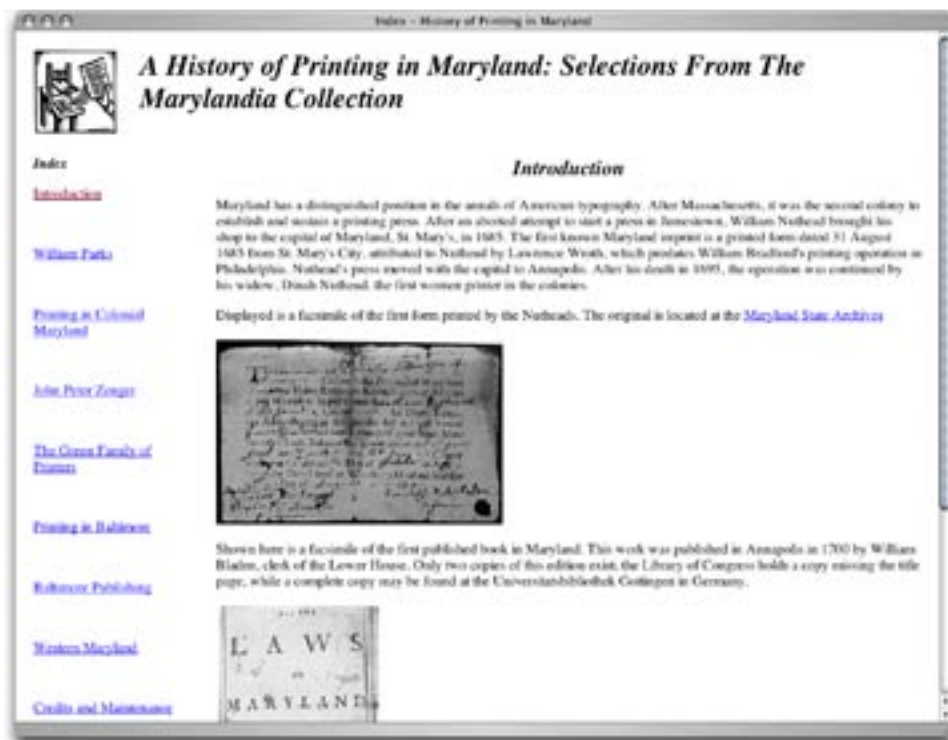 Index – History of Printing in Maryland
A History of Printing in Maryland: Selections From The
Marylandia Collection
Index
Introduction
William Parks
Printing in Colonial
Maryland
John Peter Zenger
The Green Family of
Printers
Printing in Baltimore
Baltimore Publishing
Western Maryland
Credits and Maintenance
Introduction
Maryland has a distinguished position in the annals of American typography. After Massachusetts, it was the second colony to
establish and sustain a printing press. After an aborted attempt to start a press in Jamestown, William Nuthead brought his
shop to the capital of Maryland, St. Mary's, in 1685. The first known Maryland imprint is a printed form dated 31 August
1685 from St. Mary's City, attributed to Nuthead by Lawrence Wroth, which predates William Bradford's printing operation in
Philadelphia. Nuthead's press moved with the capital to Annapolis. After his death in 1695, the operation was continued by
his widow, Dinah Nuthead, the first women printer in the colonies.
Displayed is a facsimile of the first form printed by the Nutheads. The original is located at the Maryland State Archives
Shown here is a facsimile of the first published book in Maryland. This work was published in Annapolis in 1700 by William
Bladen, clerk of the Lower House. Only two copies of this edition exist; the Library of Congress holds a copy missing the title
page, while a complete copy may be found at the Universitatsbibliothek Gottingen in Germany.
LAWS
MARYLAND